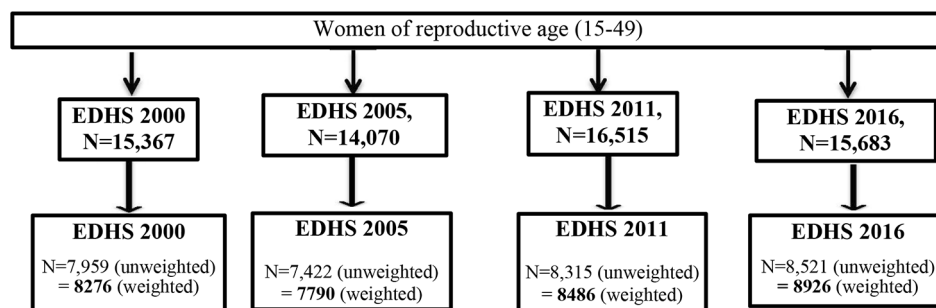 Women of reproductive age (15-49)
EDHS 2000
N=15,367
EDHS 2005,
N=14,070
EDHS 2011,
N=16,515
EDHS 2016,
N=15,683
EDHS 2000
N=7,959 (unweighted)
= 8276 (weighted)
EDHS 2005
N=7,422 (unweighted)
= 7790 (weighted)
EDHS 2011
N=8,315 (unweighted)
= 8486 (weighted)
EDHS 2016
N=8,521 (unweighted)
= 8926 (weighted)